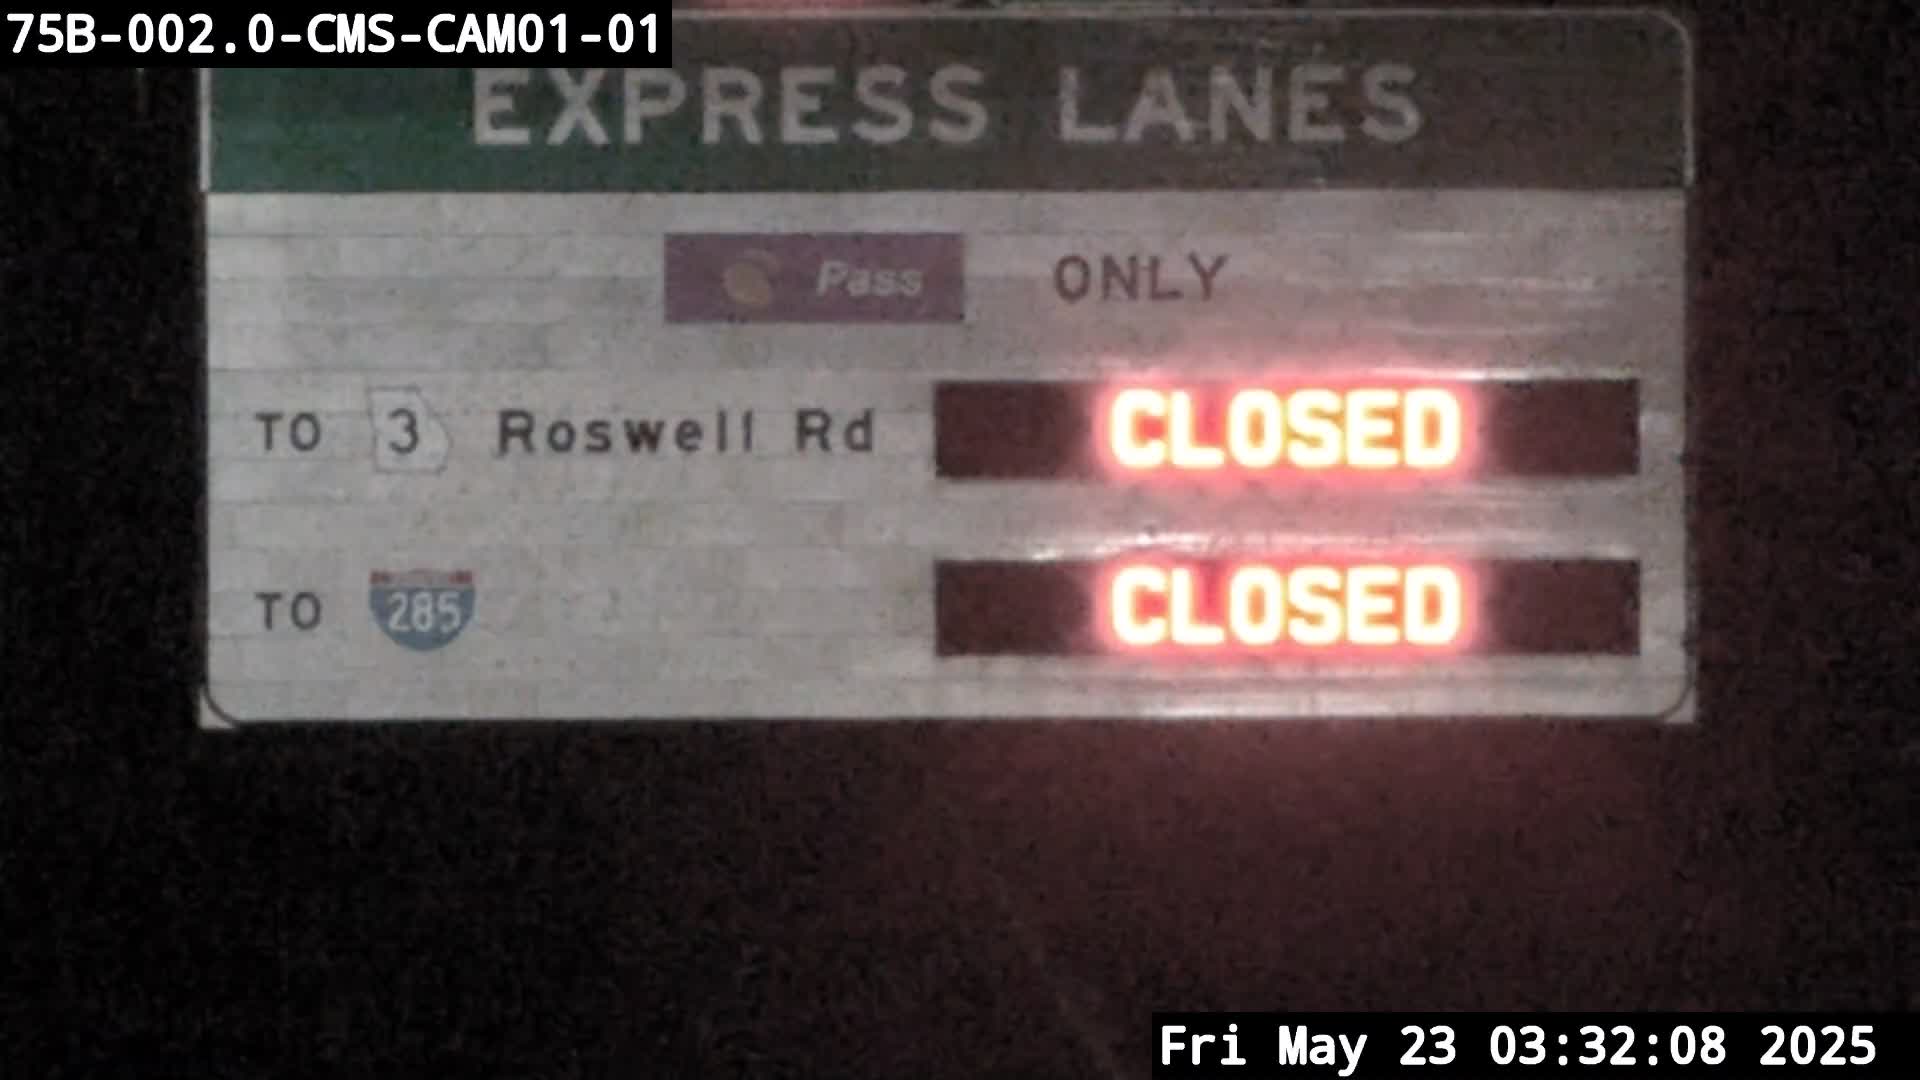 75B-002.0-CMS-CAM01-01
EXPRESS LANES
Pass ONLY
TO 3 Roswell Rd CLOSED
TO 285 CLOSED
Fri May 23 03:32:08 2025